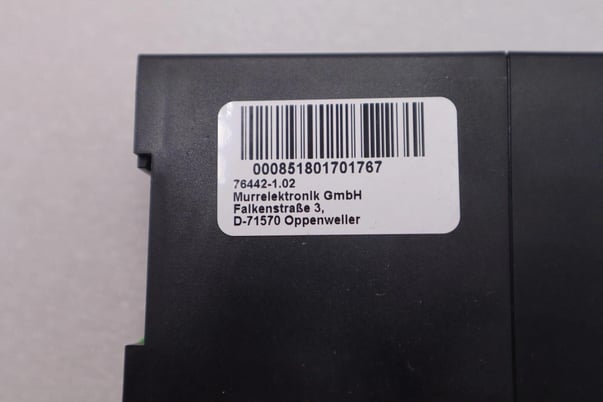 000851801701767
76442-1.02
Murrelektronik GmbH
Falkenstraße 3,
D-71570 Oppenweiler